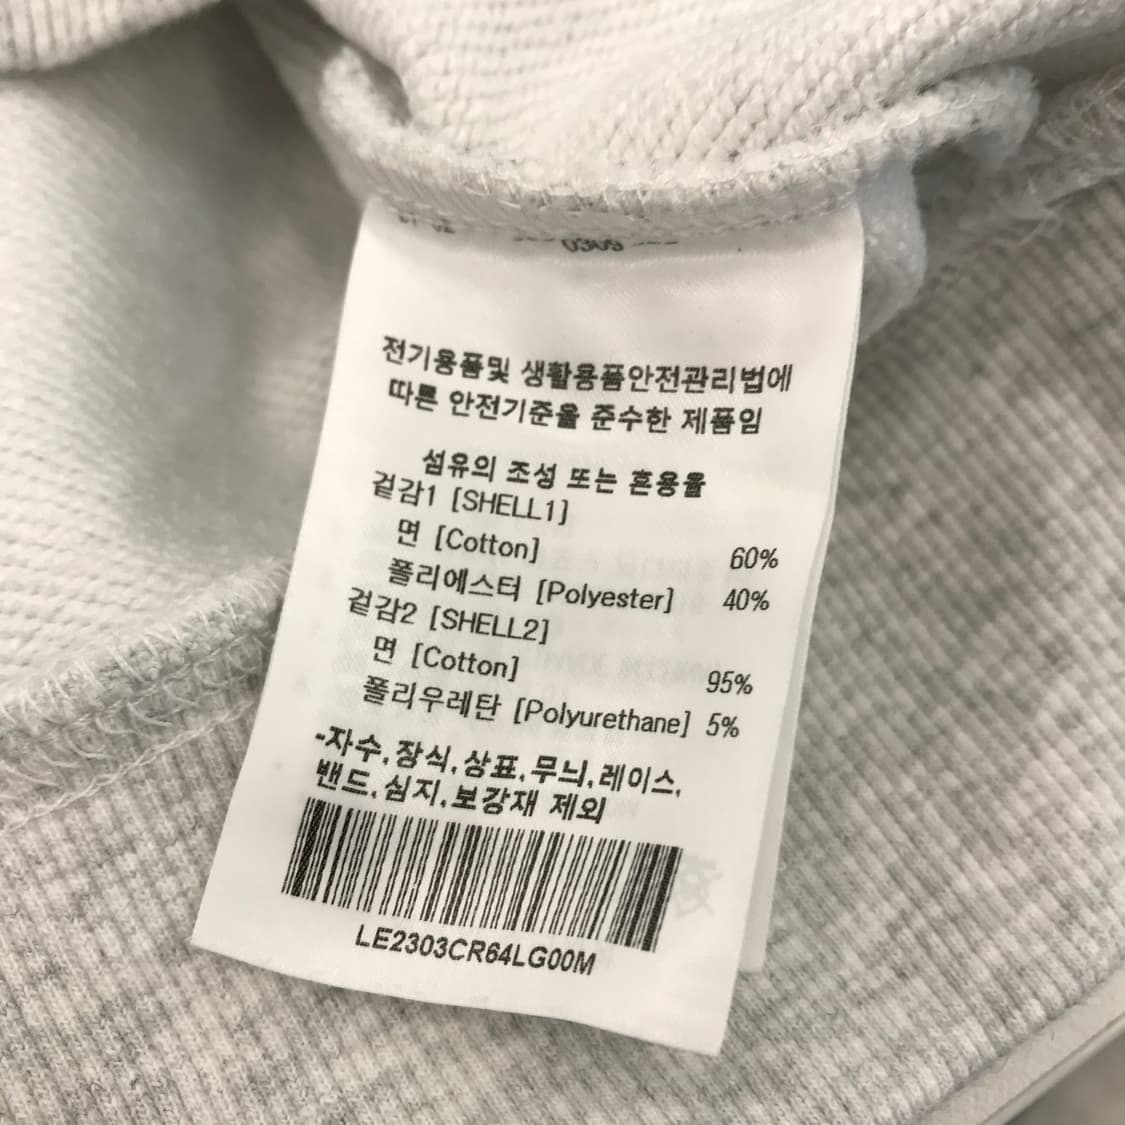 0309
전기용품및 생활용품안전관리법에
따른 안전기준을 준수한 제품임
섬유의 조성 또는 혼용율
겉감1 [SHELL1]
면 [Cotton] 60%
폴리에스터 [Polyester] 40%
겉감2 [SHELL2]
면 [Cotton] 95%
폴리우레탄 [Polyurethane] 5%
-자수,장식,상표,무늬,레이스,
밴드,심지,보강재 제외
LE2303CR64LG00M